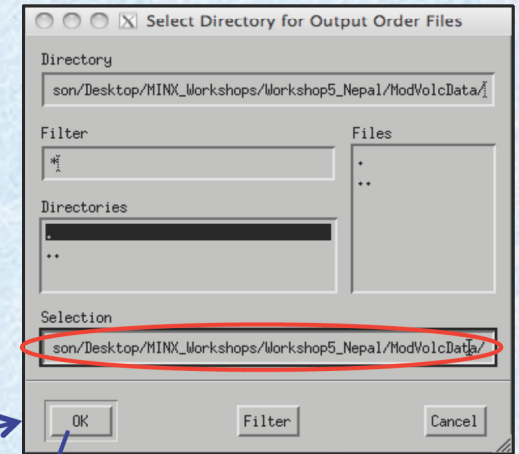 Select Directory for Output Order Files
Directory
son/Desktop/MINX_Workshops/Workshop5_Nepal/ModVolcData/
Filter
Files
*
.
..
Directories
.
..
Selection
son/Desktop/MINX_Workshops/Workshop5_Nepal/ModVolcData/
OK
Filter
Cancel